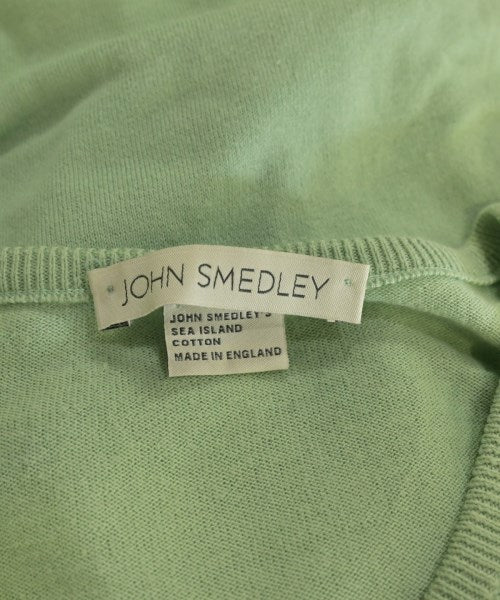 JOHN SMEDLEY
JOHN SMEDLEY'S
SEA ISLAND
COTTON
MADE IN ENGLAND